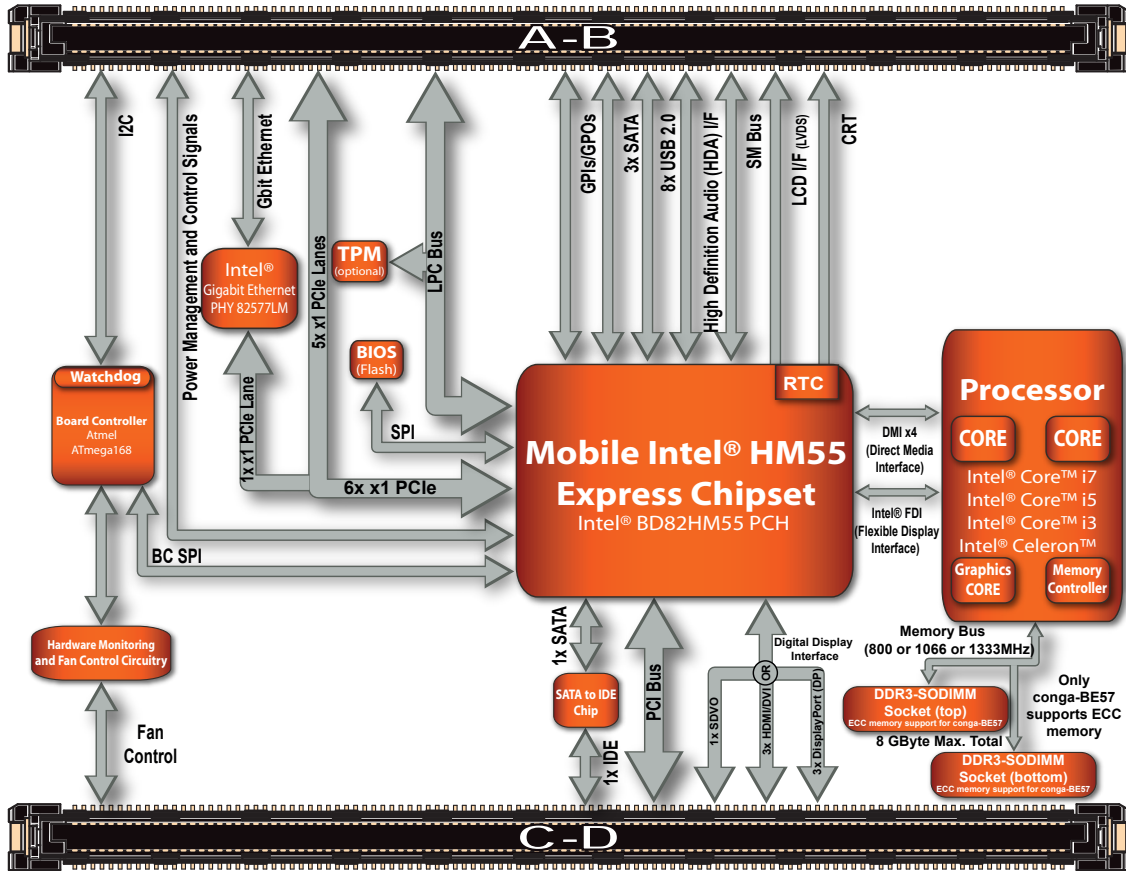 A-B
I2C
Power Management and Control Signals
Gbit Ethernet
5x x1 PCIe Lanes
LPC Bus
GPIs/GPOs
3x SATA
8x USB 2.0
High Definition Audio (HDA) I/F
SM Bus
LCD I/F (LVDS)
CRT
TPM
(optional)
Intel®
Gigabit Ethernet
PHY 82577LM
BIOS
(Flash)
Watchdog
Board Controller
Atmel
ATmega168
1x x1 PCIe Lane
SPI
6x x1 PCIe
BC SPI
RTC
Mobile Intel® HM55
Express Chipset
Intel® BD82HM55 PCH
DMI x4
(Direct Media
Interface)
Intel® FDI
(Flexible Display
Interface)
Processor
CORE
CORE
Intel® Core™ i7
Intel® Core™ i5
Intel® Core™ i3
Intel® Celeron™
Graphics
CORE
Memory
Controller
Hardware Monitoring
and Fan Control Circuitry
Fan
Control
1x SATA
SATA to IDE
Chip
1x IDE
PCI Bus
Digital Display
Interface
OR
1x SDVO
3x HDMI/DVI
3x DisplayPort (DP)
Memory Bus
(800 or 1066 or 1333MHz)
DDR3-SODIMM
Socket (top)
ECC memory support for conga-BE57
8 GByte Max. Total
Only
conga-BE57
supports ECC
memory
DDR3-SODIMM
Socket (bottom)
ECC memory support for conga-BE57
C-D